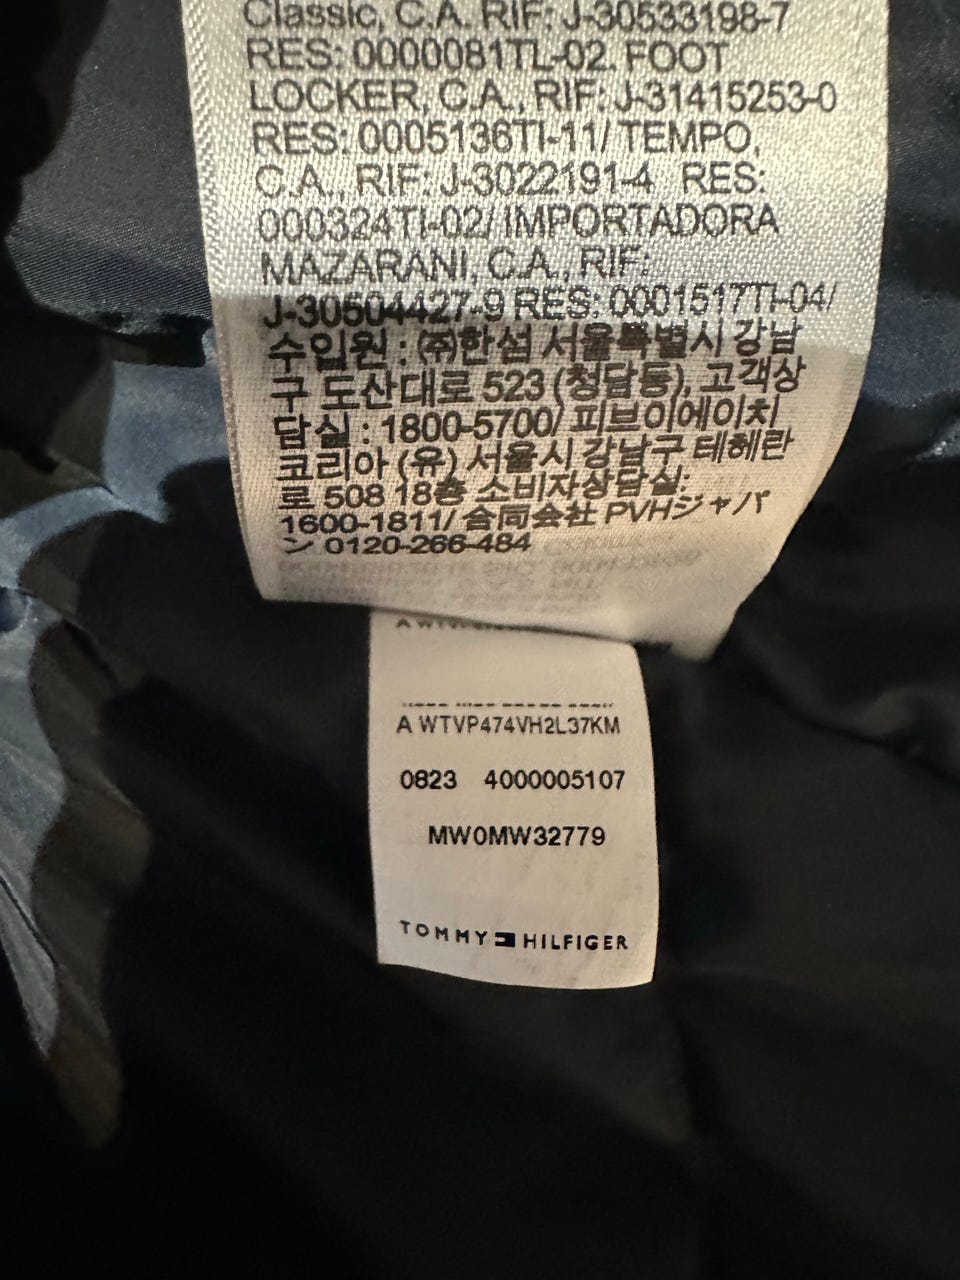 Classic, C.A. RIF: J-30533198-7
RES: 0000081TL-02. FOOT
LOCKER, C.A., RIF: J-31415253-0
RES: 0005136TI-11/ TEMPO,
C.A., RIF: J-3022191-4 RES:
000324TI-02/ IMPORTADORA
MAZARANI, C.A., RIF:
J-30504427-9 RES: 0001517TI-04/
수입원 : ㈜한섬 서울특별시 강남
구 도산대로 523 (청담동), 고객상
담실 : 1800-5700/ 피브이에이치
코리아 (유) 서울시 강남구 테헤란
로 508 18층 소비자상담실:
1600-1811/ 合同会社 PVHジャパ
ン 0120-266-484
A WTVP474VH2L37KM
0823 4000005107
MW0MW32779
TOMMY HILFIGER